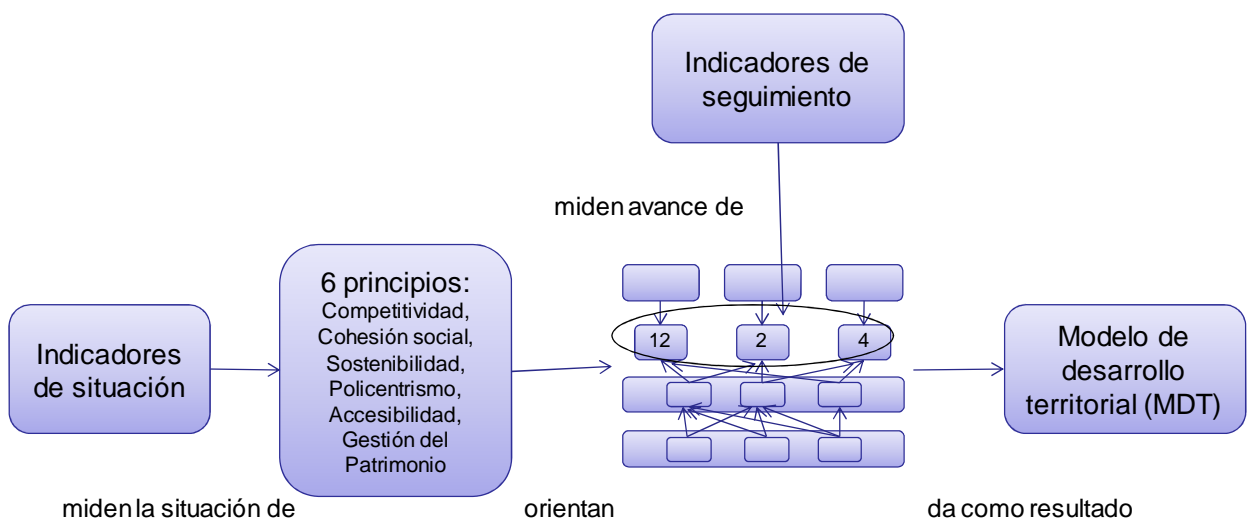 Indicadores de
seguimiento
miden avance de
6 principios:
Competitividad,
Cohesión social,
Sostenibilidad,
Policentrismo,
Accesibilidad,
Gestión del
Patrimonio
Indicadores
de situación
12
2
4
Modelo de
desarrollo
territorial (MDT)
miden la situación de
orientan
da como resultado